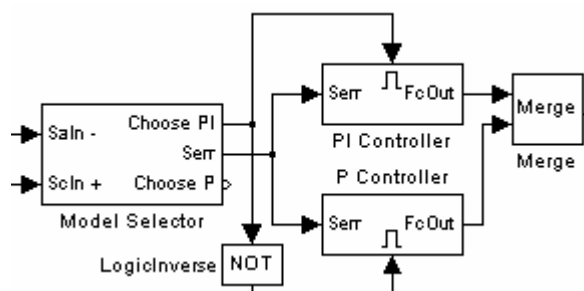 Choose PI
SaIn -
Serr
ScIn +
Choose P
Model Selector
LogicInverse
NOT
Serr
FcOut
PI Controller
P Controller
Serr
FcOut
Merge
Merge